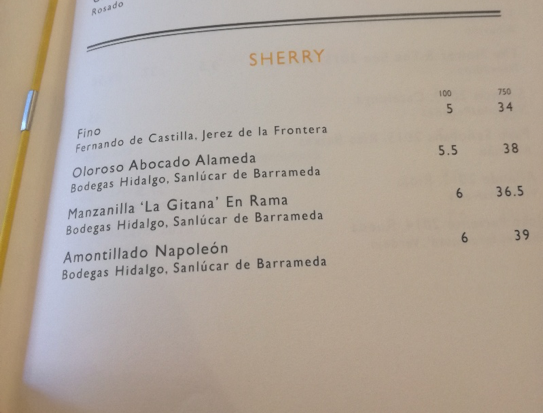 Rosado
SHERRY
100 750
Fino 5 34
Fernando de Castilla, Jerez de la Frontera
Oloroso Abocado Alameda 5.5 38
Bodegas Hidalgo, Sanlúcar de Barrameda
Manzanilla ‘La Gitana’ En Rama 6 36.5
Bodegas Hidalgo, Sanlúcar de Barrameda
Amontillado Napoleón 6 39
Bodegas Hidalgo, Sanlúcar de Barrameda